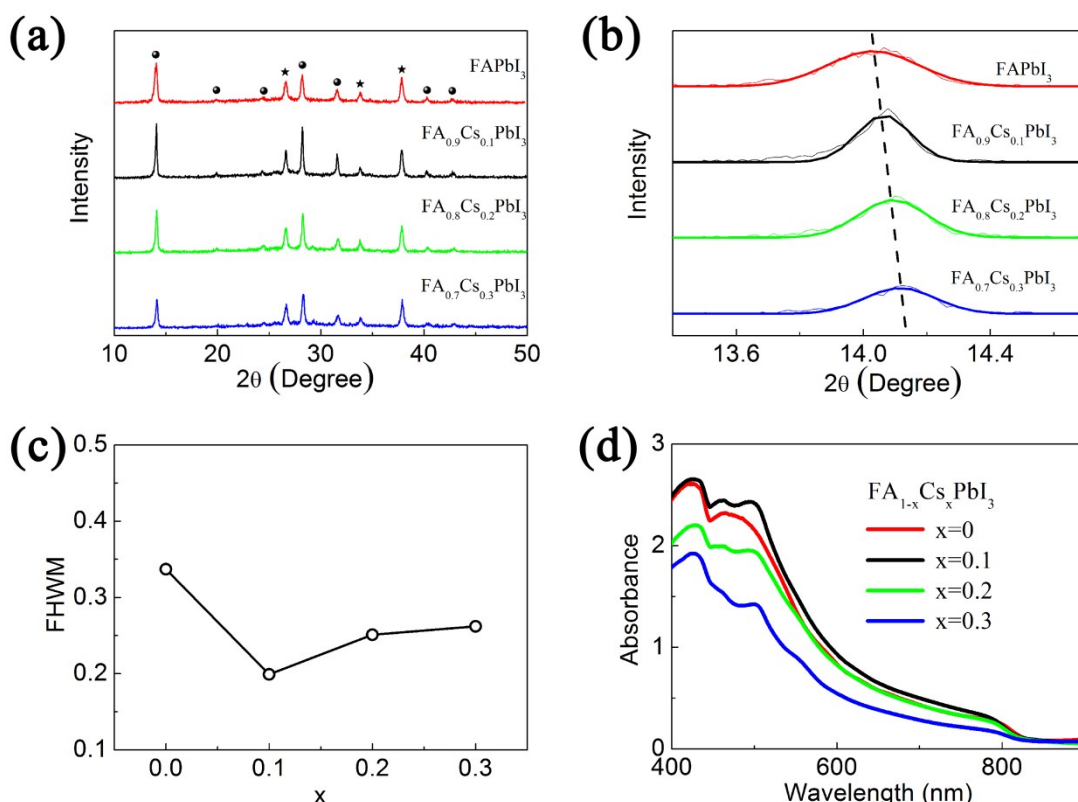 (a)
Intensity
FAPbI₃
FA₀.₉Cs₀.₁PbI₃
FA₀.₈Cs₀.₂PbI₃
FA₀.₇Cs₀.₃PbI₃
10 20 30 40 50
2θ (Degree)
(b)
Intensity
FAPbI₃
FA₀.₉Cs₀.₁PbI₃
FA₀.₈Cs₀.₂PbI₃
FA₀.₇Cs₀.₃PbI₃
13.6 14.0 14.4
2θ (Degree)
(c)
FHWM
0.5
0.4
0.3
0.2
0.1
0.0 0.1 0.2 0.3
x
(d)
Absorbance
3
2
1
0
FA₁₋ₓCsₓPbI₃
x=0
x=0.1
x=0.2
x=0.3
400 600 800
Wavelength (nm)